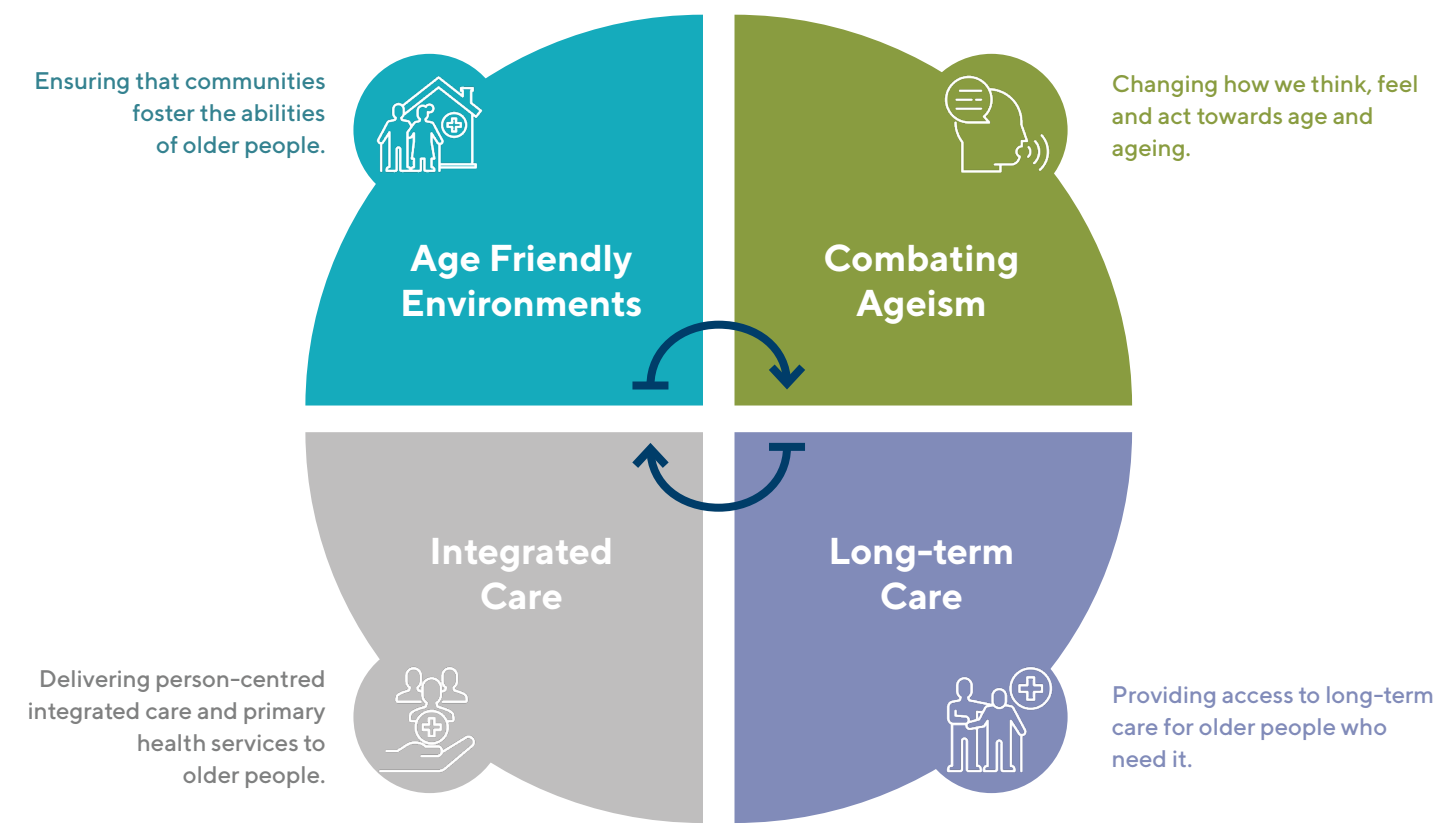 Ensuring that communities
foster the abilities
of older people.
Age Friendly
Environments
Changing how we think, feel
and act towards age and
ageing.
Combating
Ageism
Integrated
Care
Delivering person-centred
integrated care and primary
health services to
older people.
Long-term
Care
Providing access to long-term
care for older people who
need it.